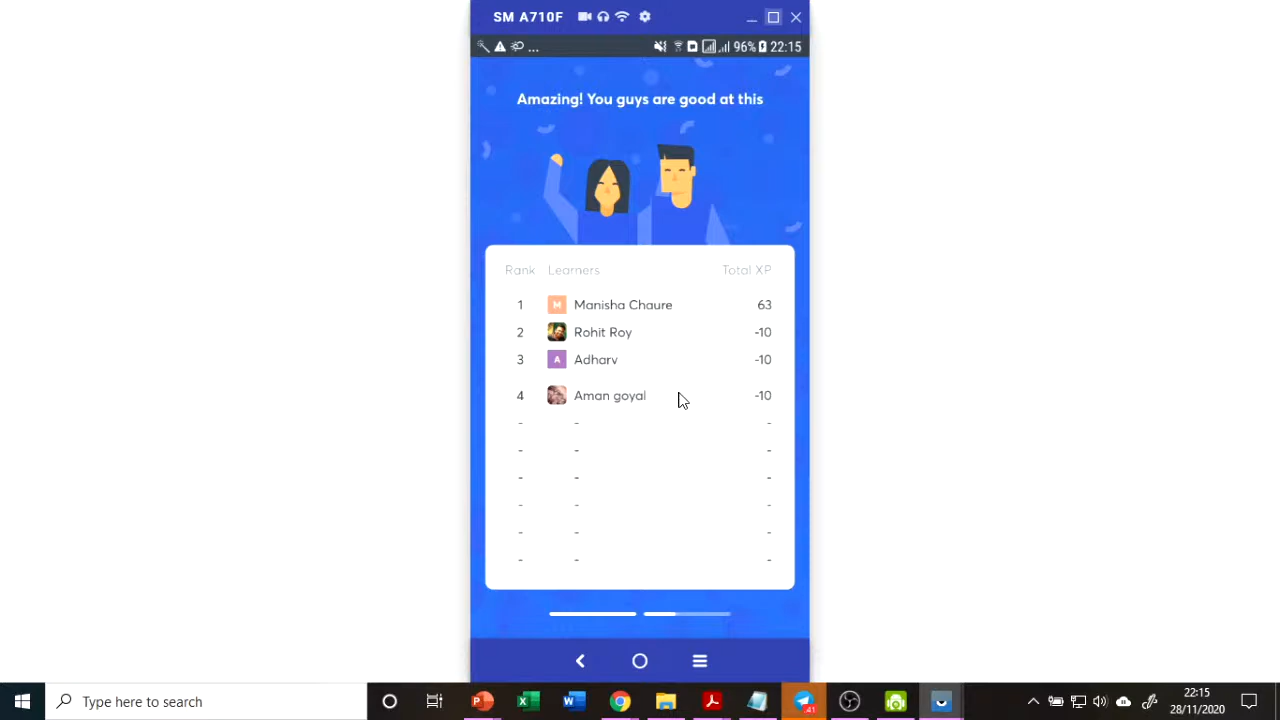 SM A710F
... 96% 22:15
Amazing! You guys are good at this
Rank Learners Total XP
1 M Manisha Chaure 63
2 Rohit Roy -10
3 A Adharv -10
4 Aman goyal -10
- - -
- - -
- - -
- - -
- - -
- - -
Type here to search
41
22:15
28/11/2020